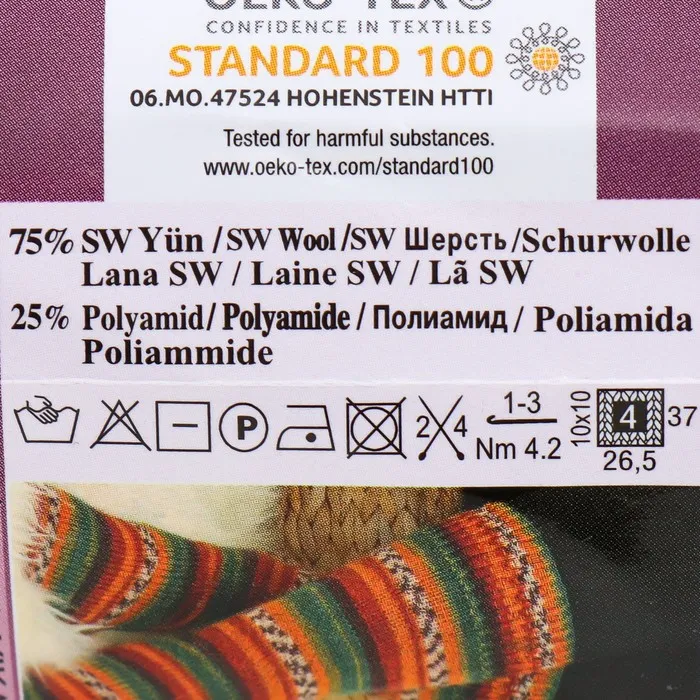 OEKO-TEX®
CONFIDENCE IN TEXTILES
STANDARD 100
06.MO.47524 HOHENSTEIN HTTI
Tested for harmful substances.
www.oeko-tex.com/standard100
75% SW Yün / SW Wool /SW Шерсть /Schurwolle
Lana SW / Laine SW / Lã SW
25% Polyamid/ Polyamide / Полиамид / Poliamida
Poliammide
P
2 4
1-3
Nm 4.2
10x10
4
37
26,5